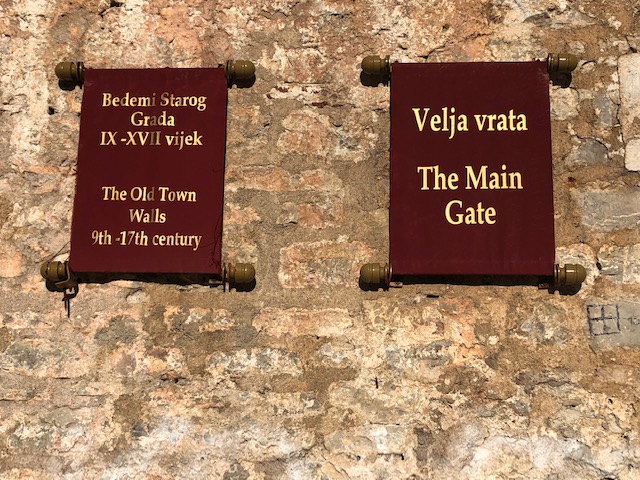 Bedemi Starog
Grada
IX -XVII vijek
The Old Town
Walls
9th -17th century
Velja vrata
The Main
Gate